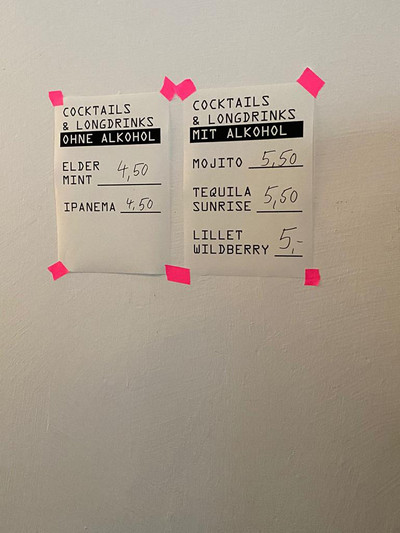 COCKTAILS
& LONGDRINKS
OHNE ALKOHOL
ELDER
MINT 4,50
IPANEMA 4,50
COCKTAILS
& LONGDRINKS
MIT ALKOHOL
MOJITO 5,50
TEQUILA
SUNRISE 5,50
LILLET
WILDBERRY 5,-